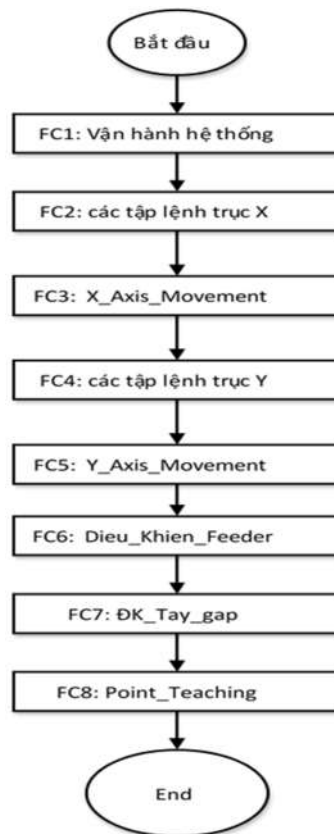 Bắt đầu
FC1: Vận hành hệ thống
FC2: các tập lệnh trục X
FC3: X_Axis_Movement
FC4: các tập lệnh trục Y
FC5: Y_Axis_Movement
FC6: Dieu_Khien_Feeder
FC7: ĐK_Tay_gap
FC8: Point_Teaching
End